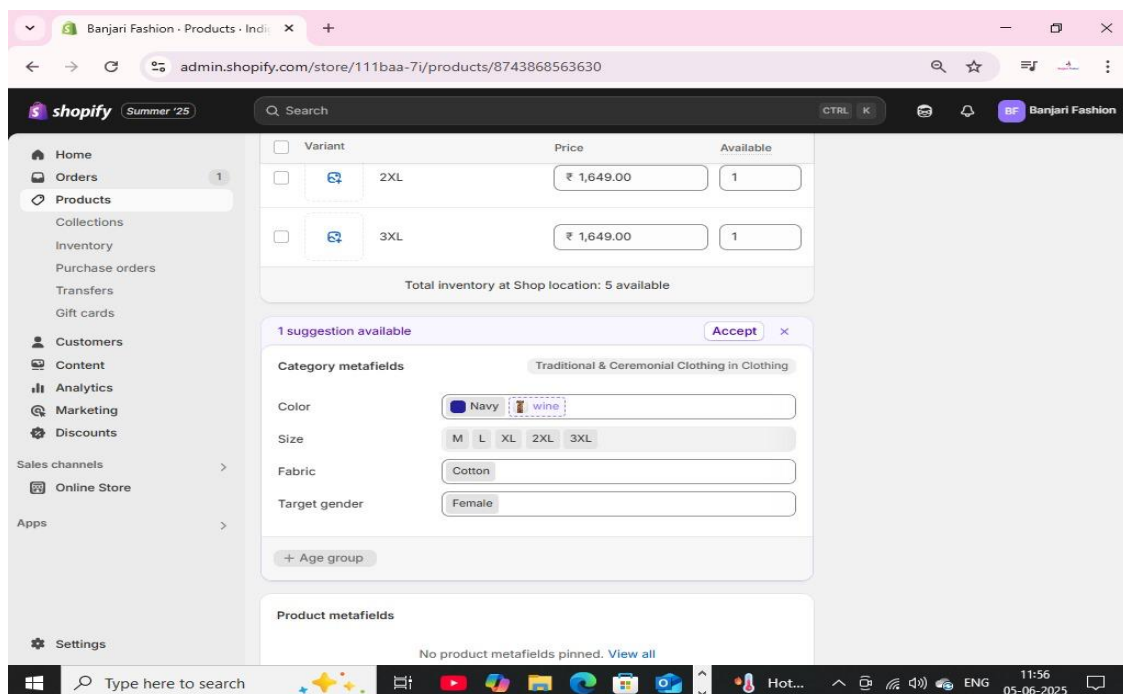 Banjari Fashion · Products · Indi
admin.shopify.com/store/111baa-7i/products/8743868563630
shopify Summer '25
Search
CTRL K
BF Banjari Fashion
Home
Orders 1
Products
Collections
Inventory
Purchase orders
Transfers
Gift cards
Customers
Content
Analytics
Marketing
Discounts
Sales channels
Online Store
Apps
Settings
Variant Price Available
2XL ₹ 1,649.00 1
3XL ₹ 1,649.00 1
Total inventory at Shop location: 5 available
1 suggestion available Accept
Category metafields Traditional & Ceremonial Clothing in Clothing
Color Navy wine
Size M L XL 2XL 3XL
Fabric Cotton
Target gender Female
+ Age group
Product metafields
No product metafields pinned. View all
Type here to search
Hot...
ENG
11:56
05-06-2025